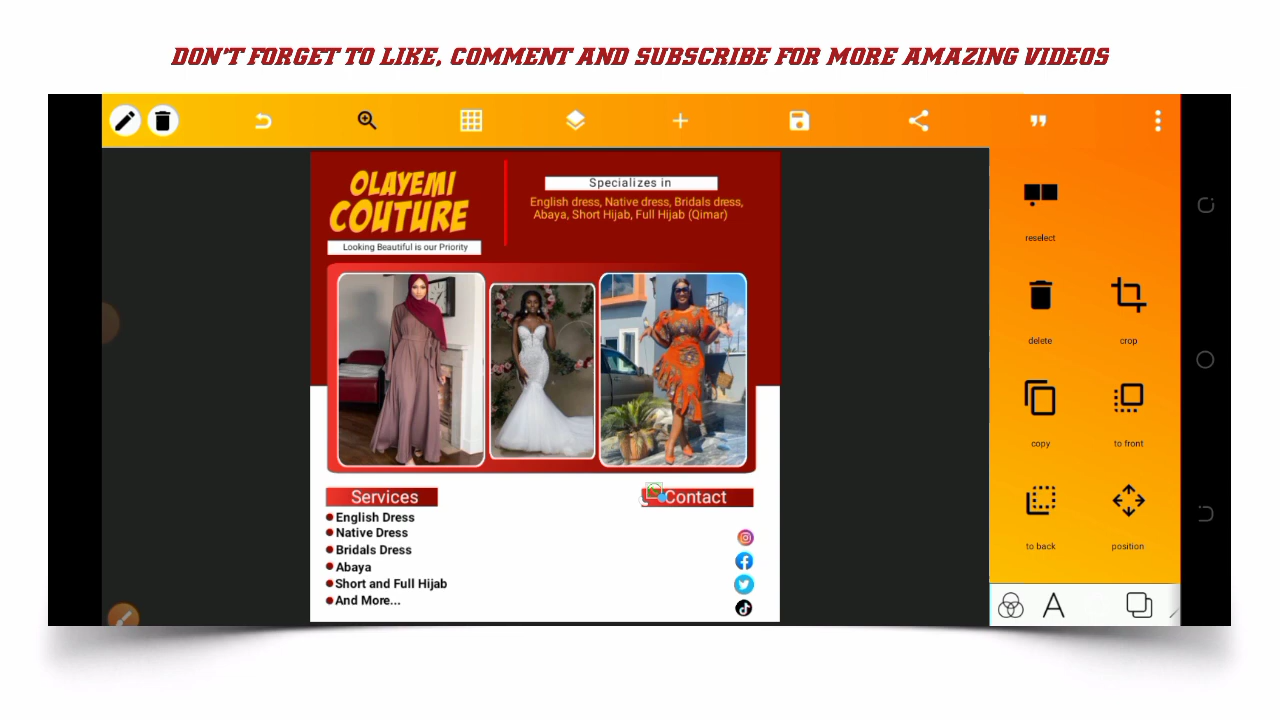 DON'T FORGET TO LIKE, COMMENT AND SUBSCRIBE FOR MORE AMAZING VIDEOS
OLAYEMI
COUTURE
Looking Beautiful is our Priority
Specializes in
English dress, Native dress, Bridals dress,
Abaya, Short Hijab, Full Hijab (Qimar)
Services
English Dress
Native Dress
Bridals Dress
Abaya
Short and Full Hijab
And More...
Contact
reselect
delete
crop
copy
to front
to back
position
A